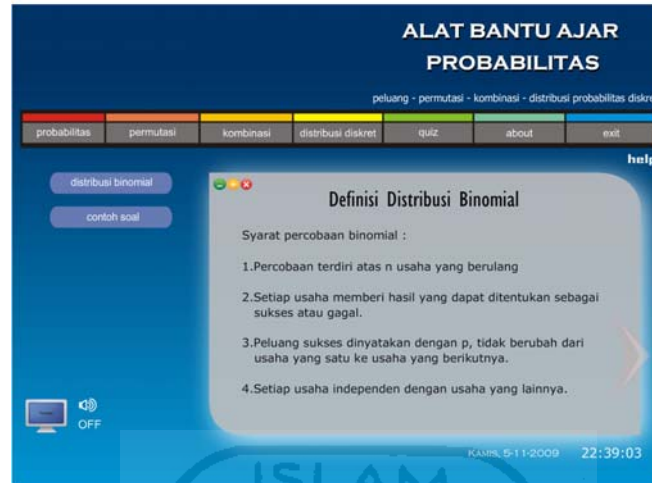 ALAT BANTU AJAR
PROBABILITAS
peluang - permutasi - kombinasi - distribusi probabilitas diskre
probabilitas permutasi kombinasi distribusi diskret quiz about exit
help
distribusi binomial
contoh soal
Definisi Distribusi Binomial
Syarat percobaan binomial :
1.Percobaan terdiri atas n usaha yang berulang
2.Setiap usaha memberi hasil yang dapat ditentukan sebagai
sukses atau gagal.
3.Peluang sukses dinyatakan dengan p, tidak berubah dari
usaha yang satu ke usaha yang berikutnya.
4.Setiap usaha independen dengan usaha yang lainnya.
OFF
KAMIS, 5-11-2009 22:39:03
ISLAM